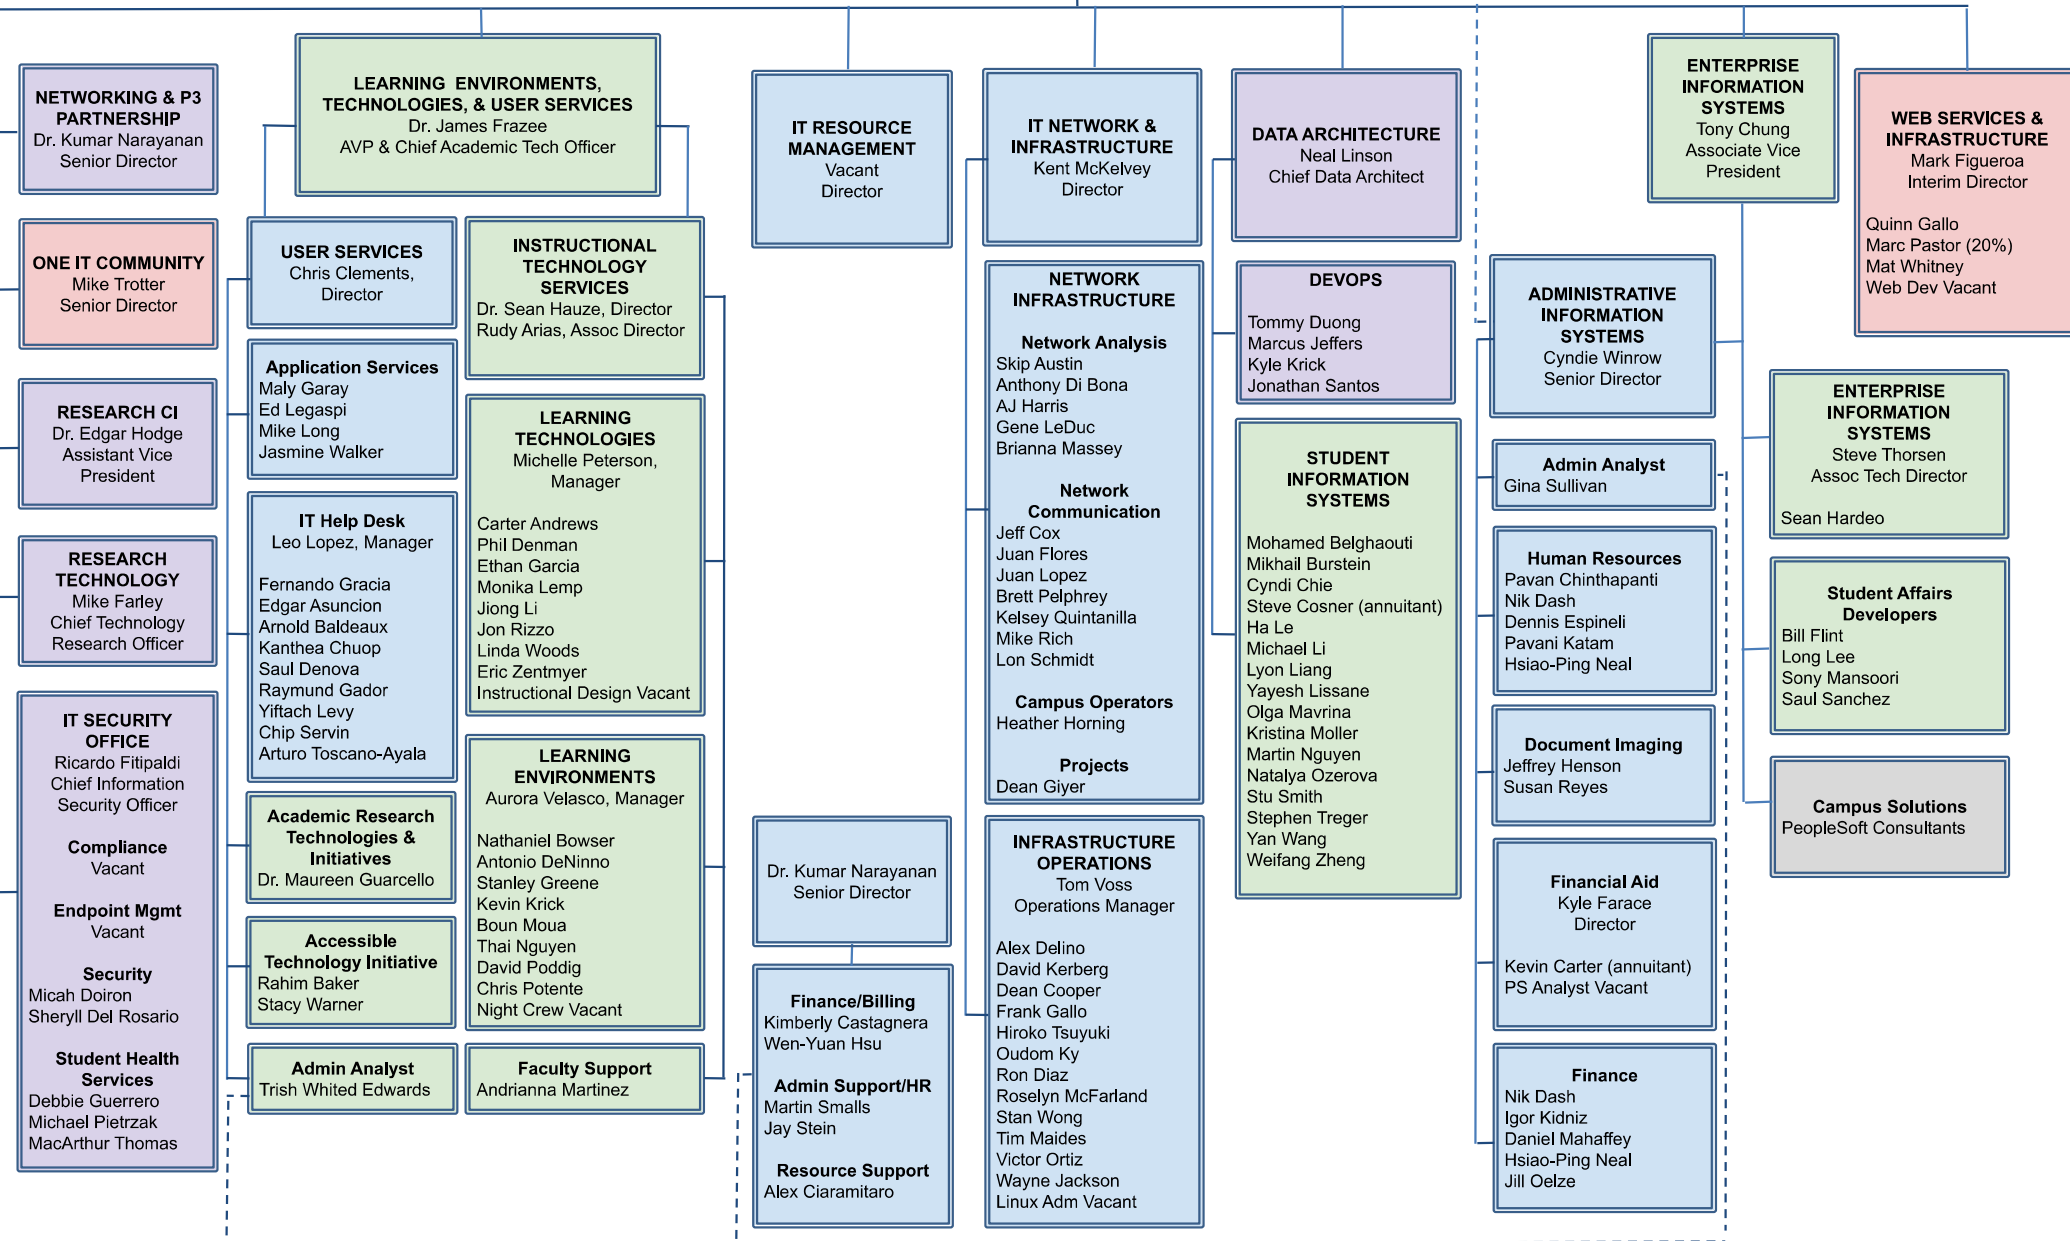 NETWORKING & P3
PARTNERSHIP
Dr. Kumar Narayanan
Senior Director
ONE IT COMMUNITY
Mike Trotter
Senior Director
RESEARCH CI
Dr. Edgar Hodge
Assistant Vice
President
RESEARCH
TECHNOLOGY
Mike Farley
Chief Technology
Research Officer
IT SECURITY
OFFICE
Ricardo Fitipaldi
Chief Information
Security Officer
Compliance
Vacant
Endpoint Mgmt
Vacant
Security
Micah Doiron
Sheryll Del Rosario
Student Health
Services
Debbie Guerrero
Michael Pietrzak
MacArthur Thomas
LEARNING ENVIRONMENTS,
TECHNOLOGIES, & USER SERVICES
Dr. James Frazee
AVP & Chief Academic Tech Officer
USER SERVICES
Chris Clements,
Director
Application Services
Maly Garay
Ed Legaspi
Mike Long
Jasmine Walker
IT Help Desk
Leo Lopez, Manager
Fernando Gracia
Edgar Asuncion
Arnold Baldeaux
Kanthea Chuop
Saul Denova
Raymund Gador
Yiftach Levy
Chip Servin
Arturo Toscano-Ayala
Academic Research
Technologies &
Initiatives
Dr. Maureen Guarcello
Accessible
Technology Initiative
Rahim Baker
Stacy Warner
Admin Analyst
Trish Whited Edwards
INSTRUCTIONAL
TECHNOLOGY
SERVICES
Dr. Sean Hauze, Director
Rudy Arias, Assoc Director
LEARNING
TECHNOLOGIES
Michelle Peterson,
Manager
Carter Andrews
Phil Denman
Ethan Garcia
Monika Lemp
Jiong Li
Jon Rizzo
Linda Woods
Eric Zentmyer
Instructional Design Vacant
LEARNING
ENVIRONMENTS
Aurora Velasco, Manager
Nathaniel Bowser
Antonio DeNinno
Stanley Greene
Kevin Krick
Boun Moua
Thai Nguyen
David Poddig
Chris Potente
Night Crew Vacant
Faculty Support
Andrianna Martinez
IT RESOURCE
MANAGEMENT
Vacant
Director
Dr. Kumar Narayanan
Senior Director
Finance/Billing
Kimberly Castagnera
Wen-Yuan Hsu
Admin Support/HR
Martin Smalls
Jay Stein
Resource Support
Alex Ciaramitaro
IT NETWORK &
INFRASTRUCTURE
Kent McKelvey
Director
NETWORK
INFRASTRUCTURE
Network Analysis
Skip Austin
Anthony Di Bona
AJ Harris
Gene LeDuc
Brianna Massey
Network
Communication
Jeff Cox
Juan Flores
Juan Lopez
Brett Pelphrey
Kelsey Quintanilla
Mike Rich
Lon Schmidt
Campus Operators
Heather Horning
Projects
Dean Giyer
INFRASTRUCTURE
OPERATIONS
Tom Voss
Operations Manager
Alex Delino
David Kerberg
Dean Cooper
Frank Gallo
Hiroko Tsuyuki
Oudom Ky
Ron Diaz
Roselyn McFarland
Stan Wong
Tim Maides
Victor Ortiz
Wayne Jackson
Linux Adm Vacant
DATA ARCHITECTURE
Neal Linson
Chief Data Architect
DEVOPS
Tommy Duong
Marcus Jeffers
Kyle Krick
Jonathan Santos
STUDENT
INFORMATION
SYSTEMS
Mohamed Belghaouti
Mikhail Burstein
Cyndi Chie
Steve Cosner (annuitant)
Ha Le
Michael Li
Lyon Liang
Yayesh Lissane
Olga Mavrina
Kristina Moller
Martin Nguyen
Natalya Ozerova
Stu Smith
Stephen Treger
Yan Wang
Weifang Zheng
ENTERPRISE
INFORMATION
SYSTEMS
Tony Chung
Associate Vice
President
ADMINISTRATIVE
INFORMATION
SYSTEMS
Cyndie Winrow
Senior Director
Admin Analyst
Gina Sullivan
Human Resources
Pavan Chinthapanti
Nik Dash
Dennis Espineli
Pavani Katam
Hsiao-Ping Neal
Document Imaging
Jeffrey Henson
Susan Reyes
Financial Aid
Kyle Farace
Director
Kevin Carter (annuitant)
PS Analyst Vacant
Finance
Nik Dash
Igor Kidniz
Daniel Mahaffey
Hsiao-Ping Neal
Jill Oelze
ENTERPRISE
INFORMATION
SYSTEMS
Steve Thorsen
Assoc Tech Director
Sean Hardeo
Student Affairs
Developers
Bill Flint
Long Lee
Sony Mansoori
Saul Sanchez
Campus Solutions
PeopleSoft Consultants
WEB SERVICES &
INFRASTRUCTURE
Mark Figueroa
Interim Director
Quinn Gallo
Marc Pastor (20%)
Mat Whitney
Web Dev Vacant